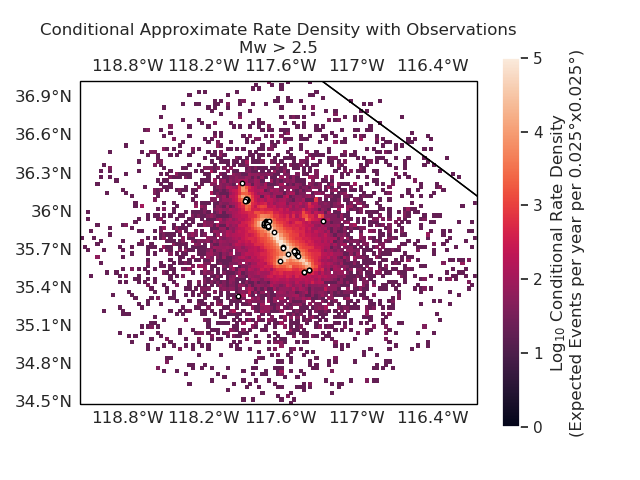 Conditional Approximate Rate Density with Observations
Mw > 2.5
118.8°W 118.2°W 117.6°W 117°W 116.4°W
36.9°N
36.6°N
36.3°N
36°N
35.7°N
35.4°N
35.1°N
34.8°N
34.5°N
118.8°W 118.2°W 117.6°W 117°W 116.4°W
5
4
3
2
1
0
Log₁₀ Conditional Rate Density
(Expected Events per year per 0.025°x0.025°)